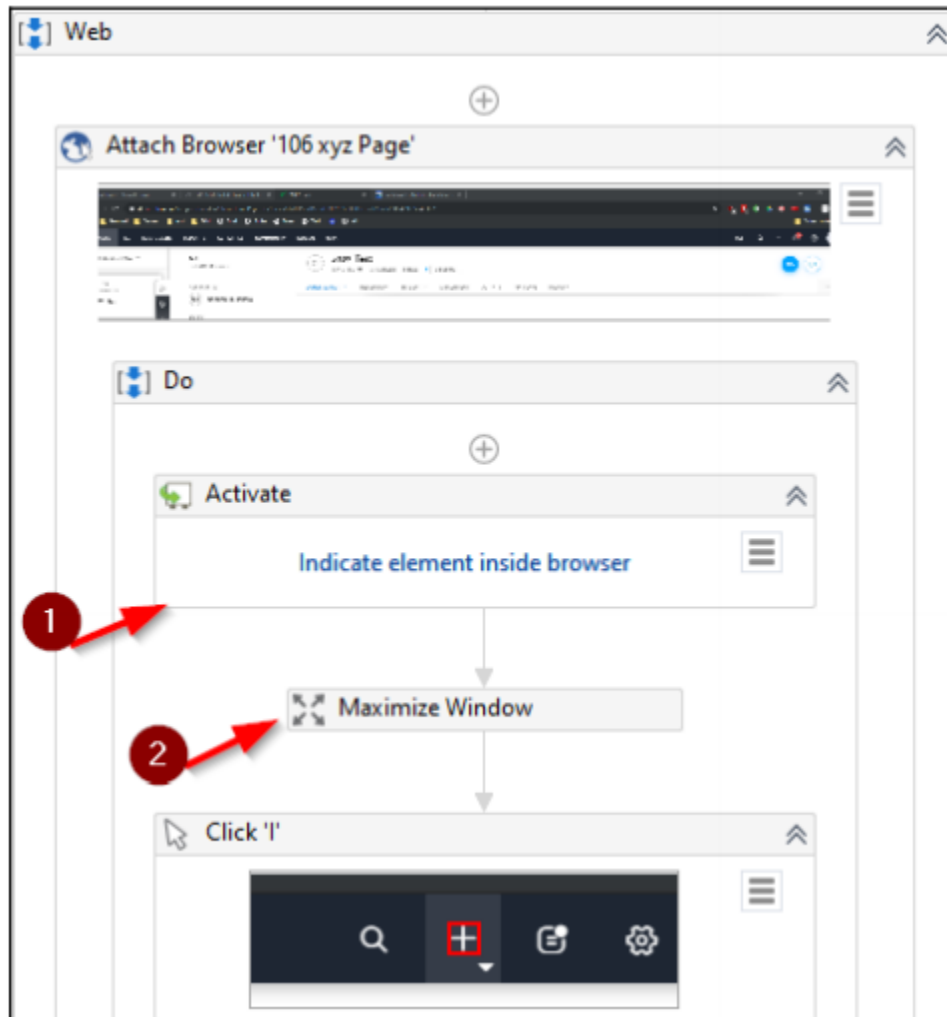 Web
Attach Browser '106 xyz Page'
Do
Activate
Indicate element inside browser
1
Maximize Window
2
Click 'I'